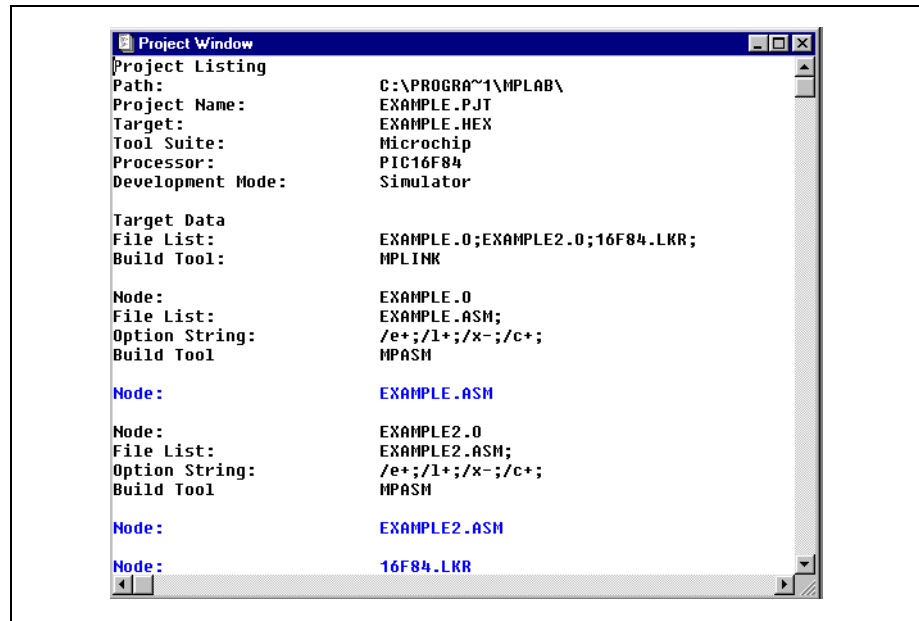 Project Window
Project Listing
Path: C:\PROGRA~1\MPLAB\
Project Name: EXAMPLE.PJT
Target: EXAMPLE.HEX
Tool Suite: Microchip
Processor: PIC16F84
Development Mode: Simulator
Target Data
File List: EXAMPLE.O;EXAMPLE2.O;16F84.LKR;
Build Tool: MPLINK
Node: EXAMPLE.O
File List: EXAMPLE.ASM;
Option String: /e+;/l+;/x-;/c+;
Build Tool MPASM
Node: EXAMPLE.ASM
Node: EXAMPLE2.O
File List: EXAMPLE2.ASM;
Option String: /e+;/l+;/x-;/c+;
Build Tool MPASM
Node: EXAMPLE2.ASM
Node: 16F84.LKR